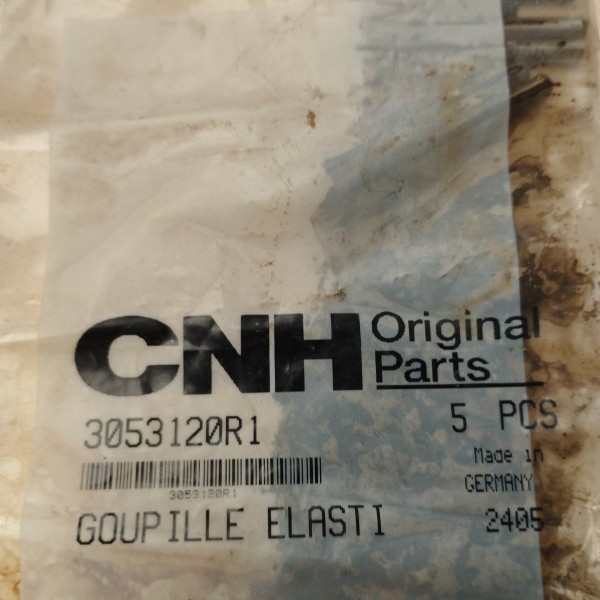 CNH Original
Parts
3053120R1 5 PCS
Made in
GERMANY
3053120R1
GOUPILLE ELASTI 2405